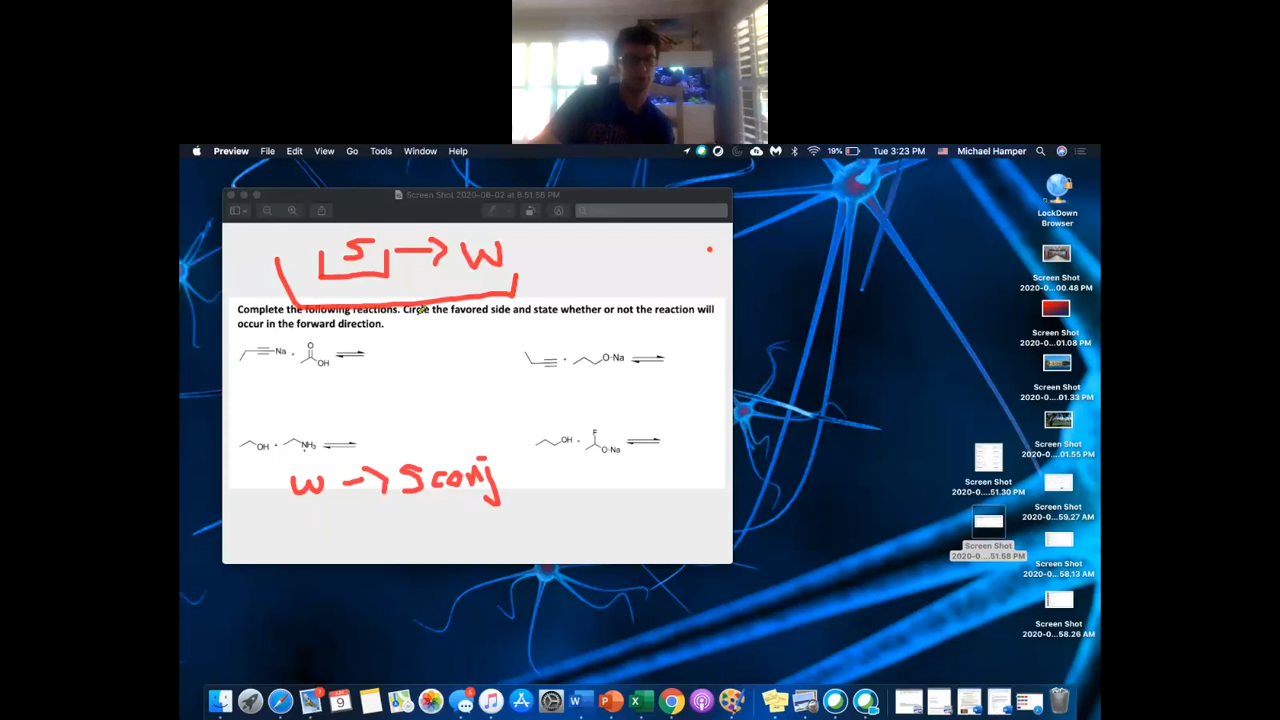 Preview File Edit View Go Tools Window Help
19% Tue 3:23 PM Michael Hamper
Screen Shot 2020-06-02 at 8.51.58 PM
S → W
Complete the following reactions. Circle the favored side and state whether or not the reaction will
occur in the forward direction.
Na + O OH
+ O-Na
OH + NH3 +
OH + F O-Na
W → S conj
LockDown
Browser
Screen Shot
2020-0....00.48 PM
Screen Shot
2020-0...01.08 PM
Screen Shot
2020-0...01.33 PM
Screen Shot
2020-0...01.55 PM
Screen Shot
2020-0...51.30 PM
Screen Shot
2020-0...59.27 AM
Screen Shot
2020-0...51.58 PM
Screen Shot
2020-0...58.13 AM
Screen Shot
2020-0...58.26 AM
JUN
9